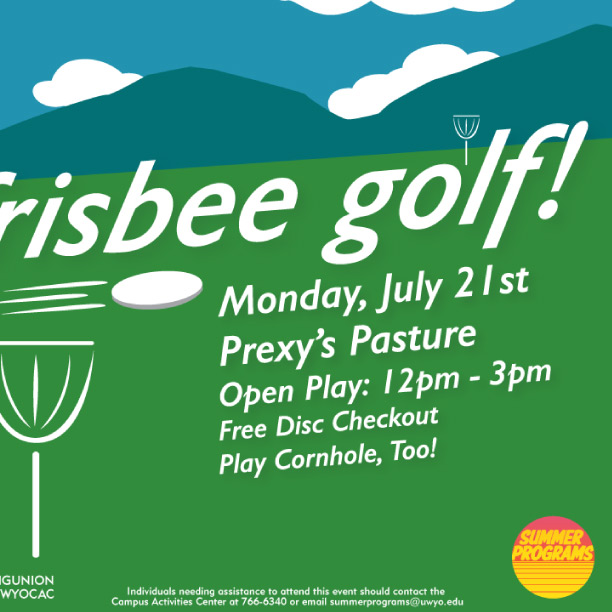 frisbee golf!
Monday, July 21st
Prexy's Pasture
Open Play: 12pm - 3pm
Free Disc Checkout
Play Cornhole, Too!
SUMMER
PROGRAMS
IGUNION
WYOCAC
Individuals needing assistance to attend this event should contact the
Campus Activities Center at 766-6340 or email summerprograms@uwyo.edu